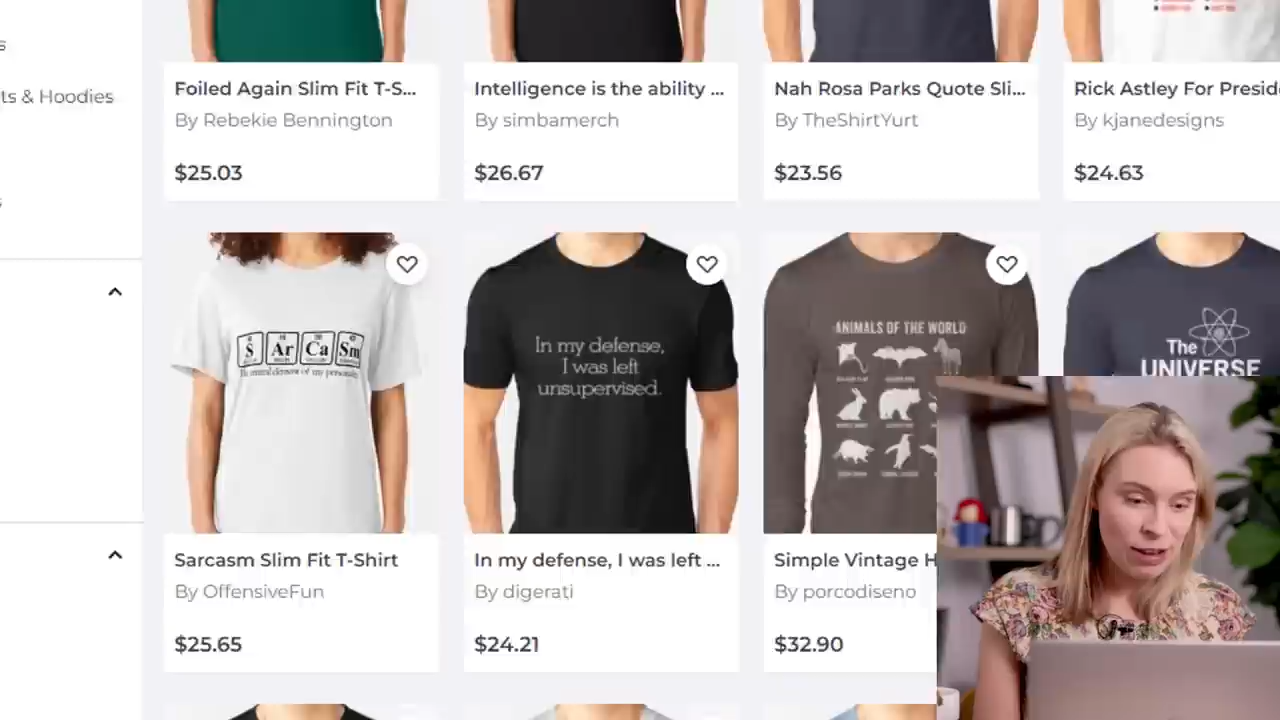 s
ts & Hoodies
s
Foiled Again Slim Fit T-S...
By Rebekie Bennington
$25.03
Intelligence is the ability ...
By simbamerch
$26.67
Nah Rosa Parks Quote Sli...
By TheShirtYurt
$23.56
Rick Astley For Presid
By kjanedesigns
$24.63
S Ar Ca Sm
In my defense,
I was left
unsupervised.
ANIMALS OF THE WORLD
The
UNIVERSE
Sarcasm Slim Fit T-Shirt
By OffensiveFun
$25.65
In my defense, I was left ...
By digerati
$24.21
Simple Vintage H
By porcodiseno
$32.90